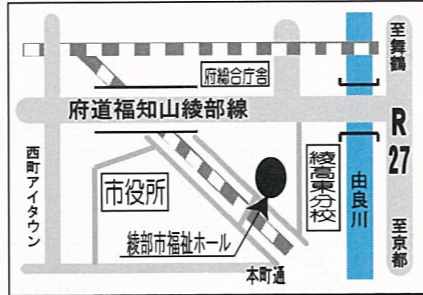 至舞鶴
府総合庁舎
府道福知山綾部線
R
27
西町アイタウン
市役所
綾高東分校
由良川
綾部市福祉ホール
至京都
本町通